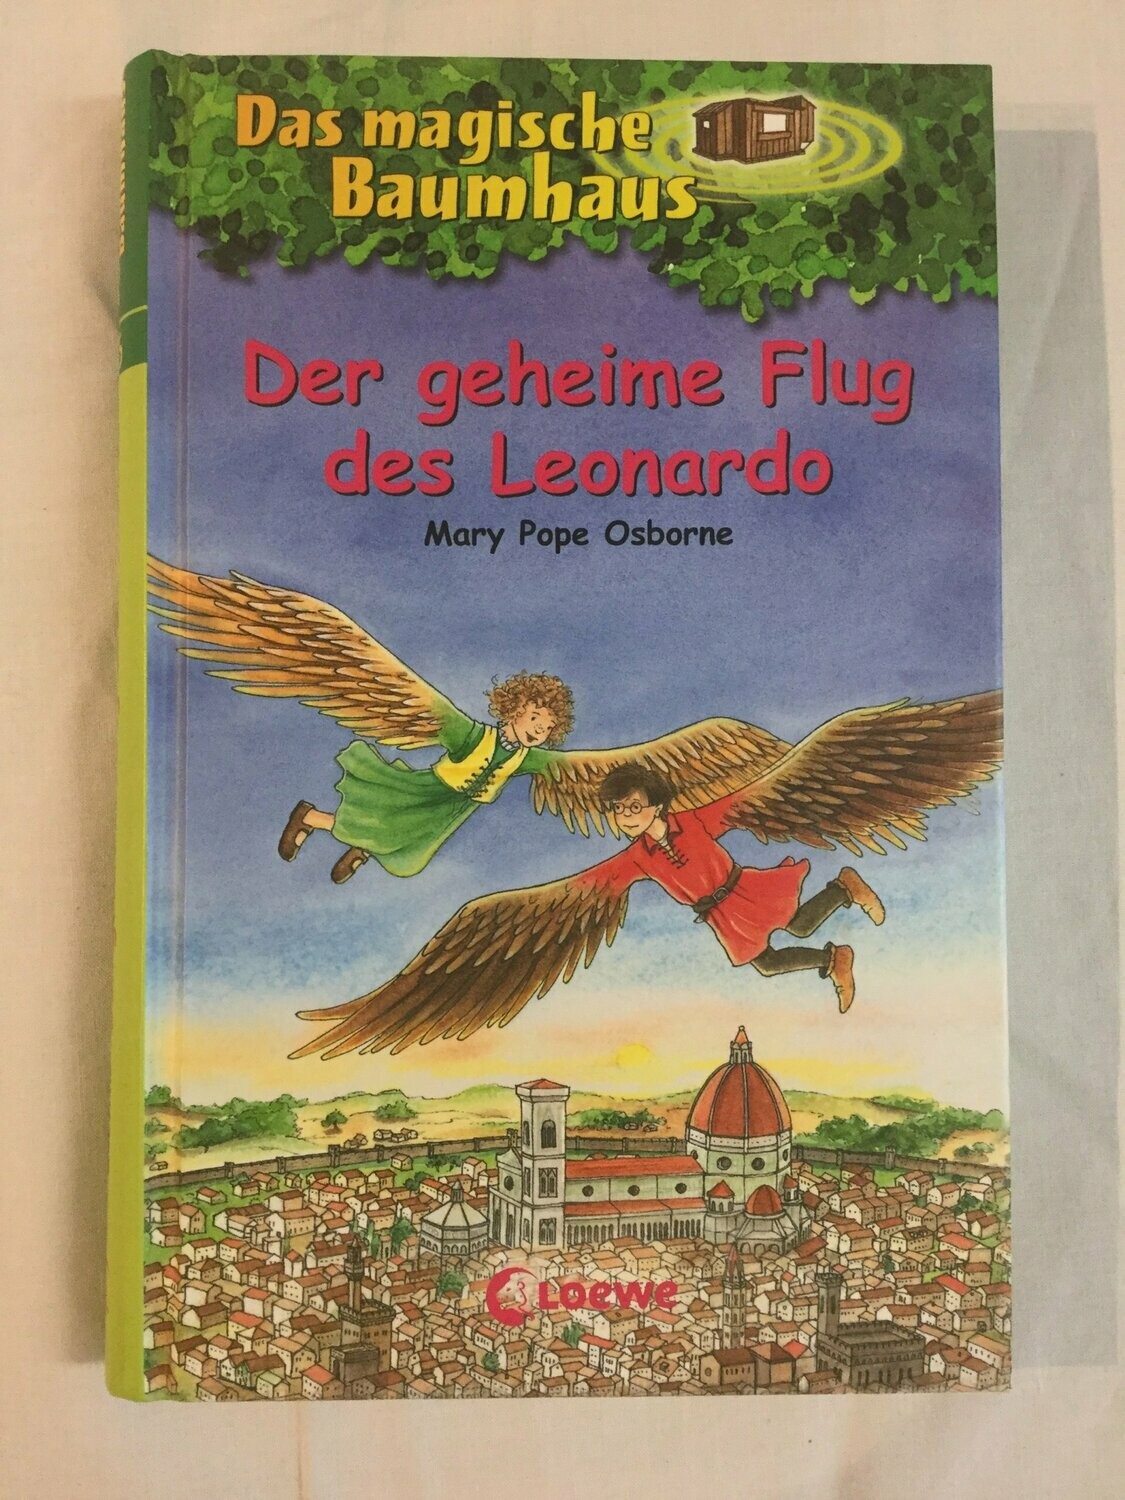 Das magische
Baumhaus
Der geheime Flug
des Leonardo
Mary Pope Osborne
Loewe